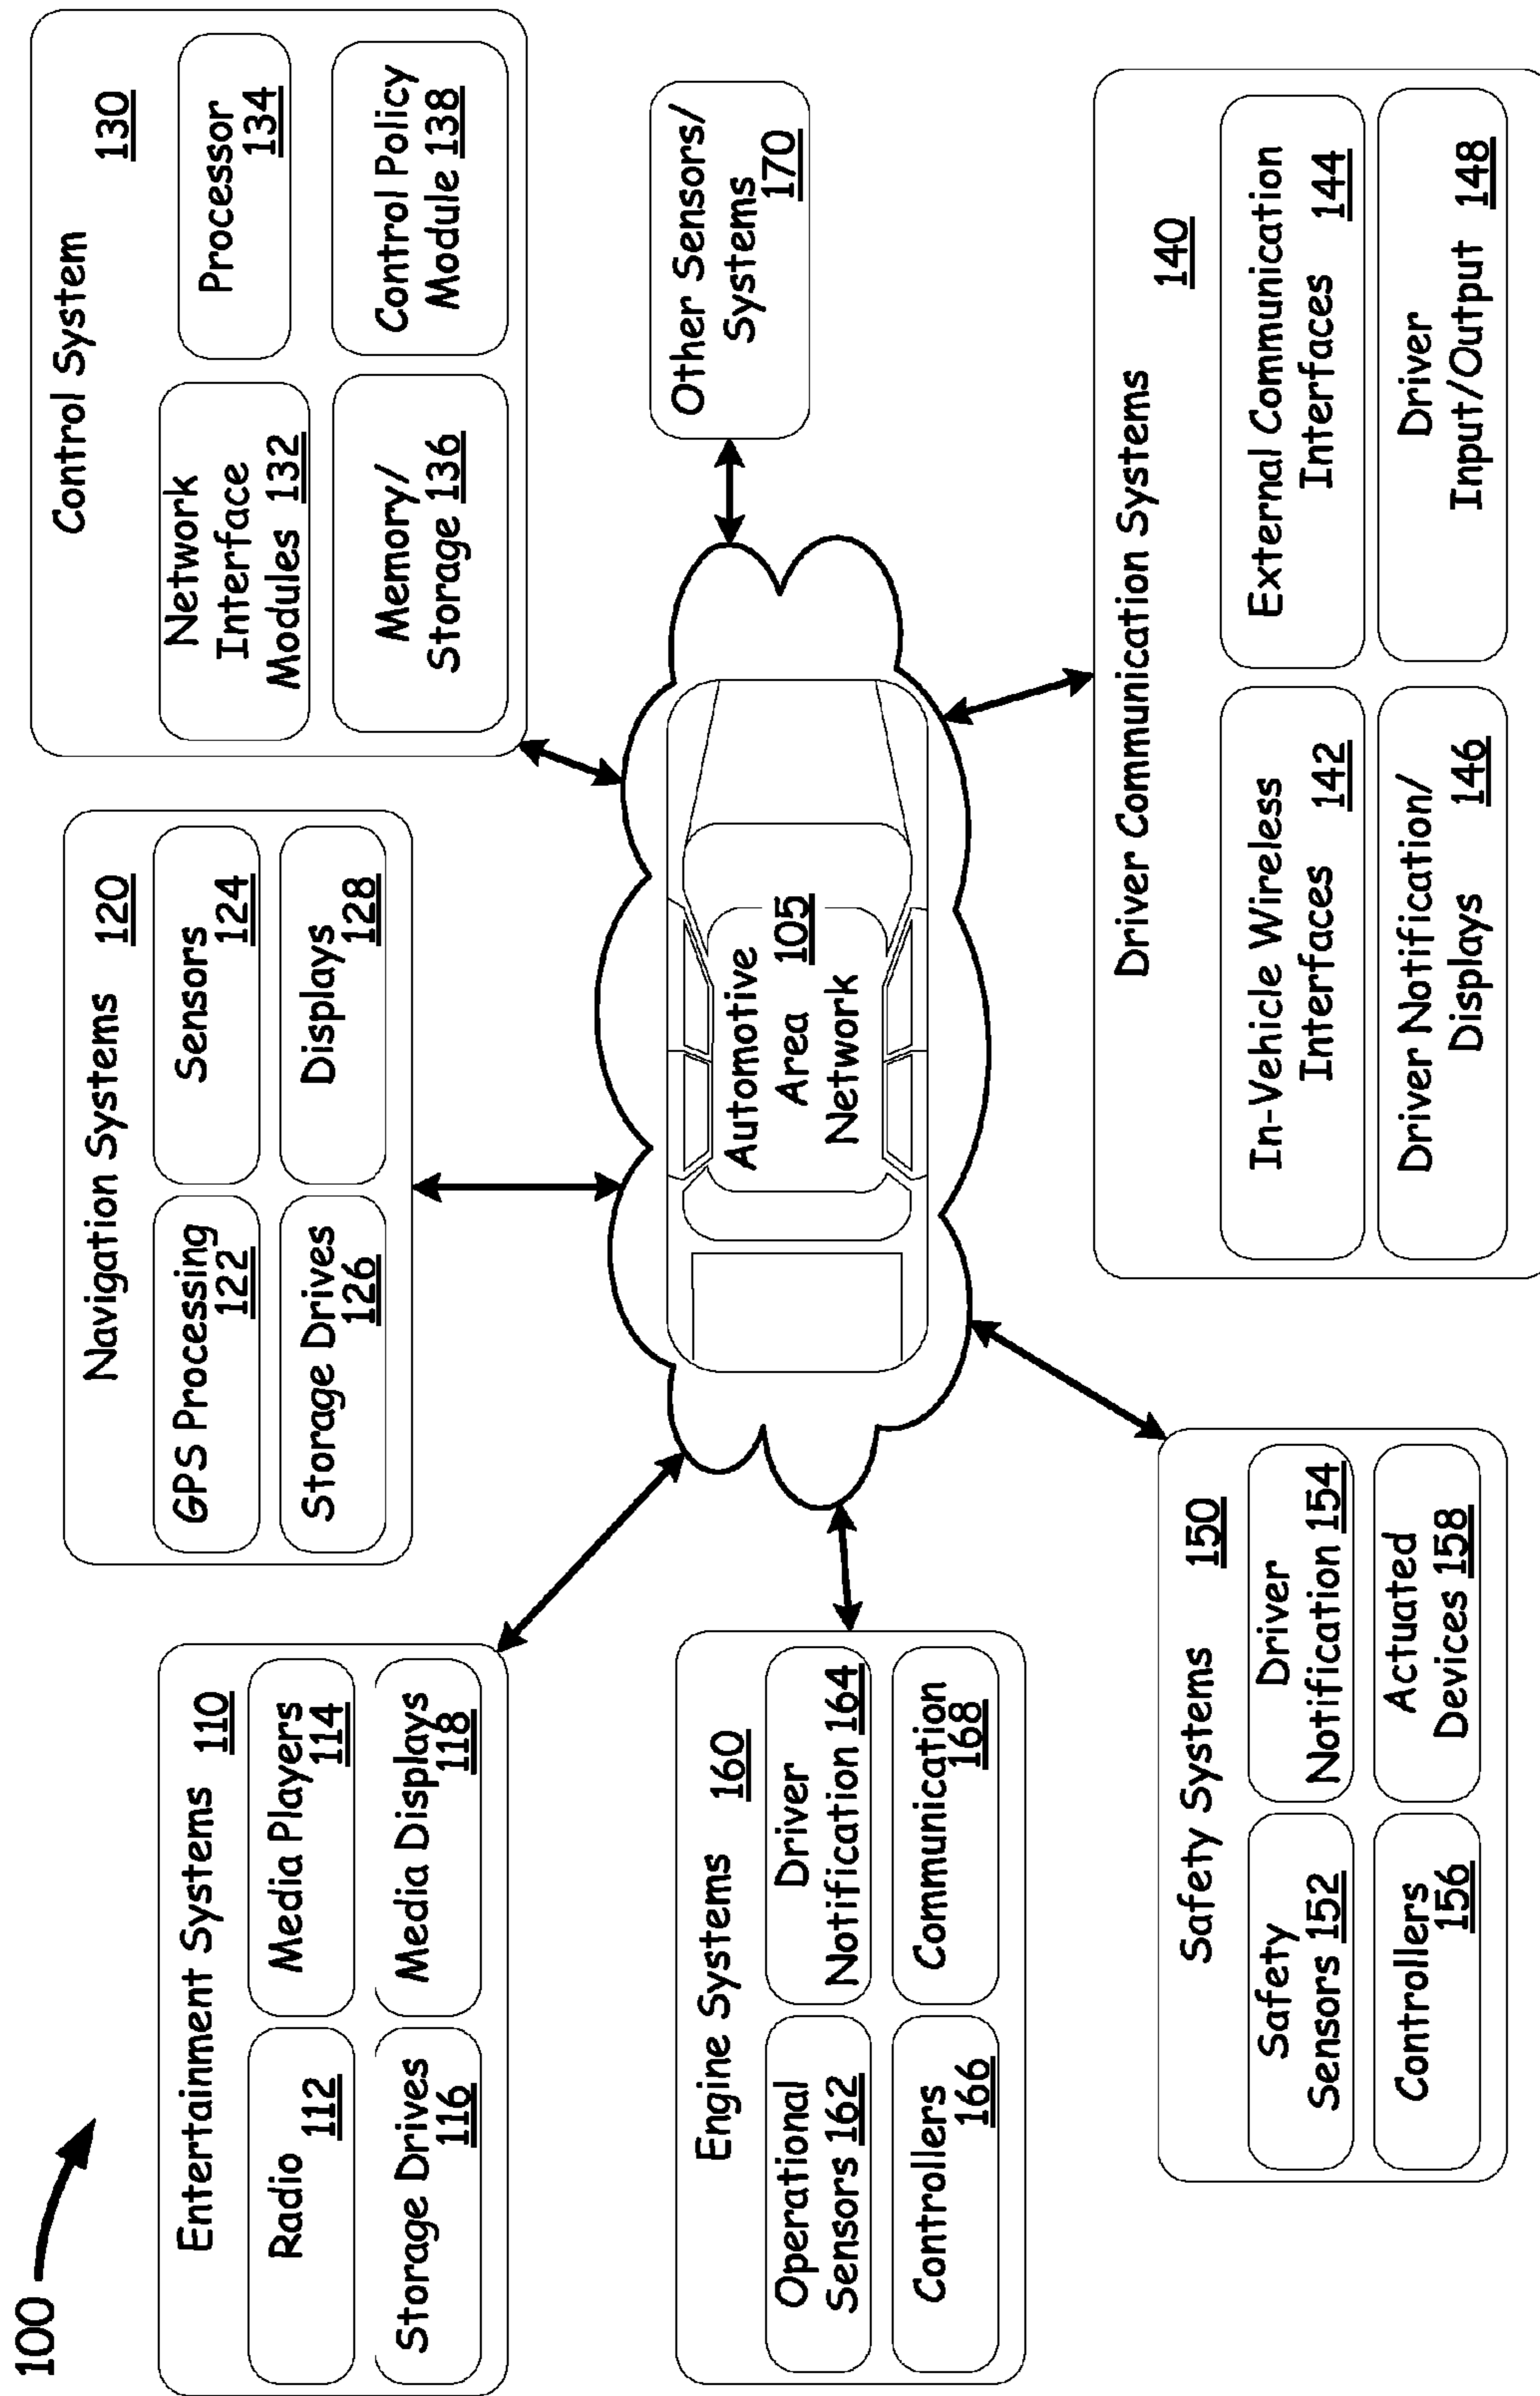 100
Entertainment Systems
110
Radio
112
Media Players
114
Storage Drives
116
Media Displays
118
Navigation Systems
120
GPS Processing
122
Sensors
124
Storage Drives
126
Displays
128
Control System
130
Network
Interface
Modules 132
Processor
134
Memory/
Storage 136
Control Policy
Module 138
Engine Systems
160
Operational
Sensors 162
Driver
Notification 164
Controllers
166
Communication
168
Automotive
Area 105
Network
Other Sensors/
Systems
170
Safety Systems
150
Safety
Sensors 152
Driver
Notification 154
Controllers
156
Actuated
Devices 158
Driver Communication Systems
140
In-Vehicle Wireless
Interfaces 142
External Communication
Interfaces 144
Driver Notification/
Displays 146
Driver
Input/Output 148